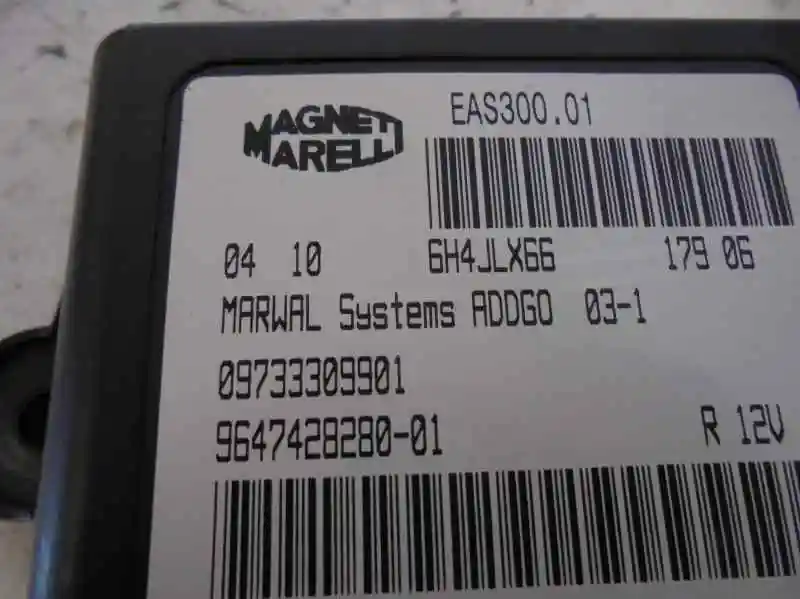 MAGNETI
MARELLI
EAS300.01
04 10 6H4JLX66 179 06
MARWAL Systems ADDGO 03-1
09733309901
9647428280-01 R 12V